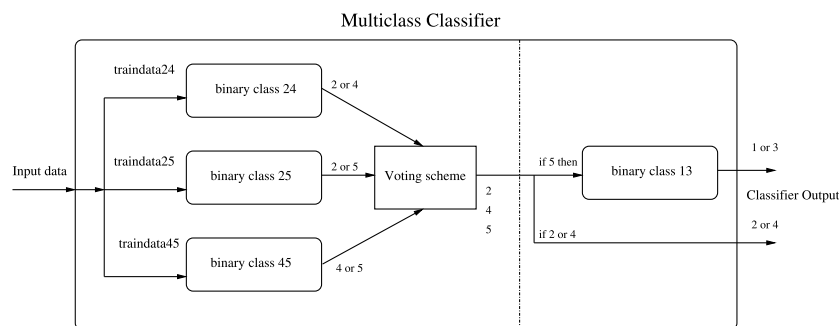 Multiclass Classifier
traindata24
binary class 24
2 or 4
Input data
traindata25
binary class 25
2 or 5
Voting scheme
2
4
5
traindata45
binary class 45
4 or 5
if 5 then
binary class 13
1 or 3
Classifier Output
if 2 or 4
2 or 4